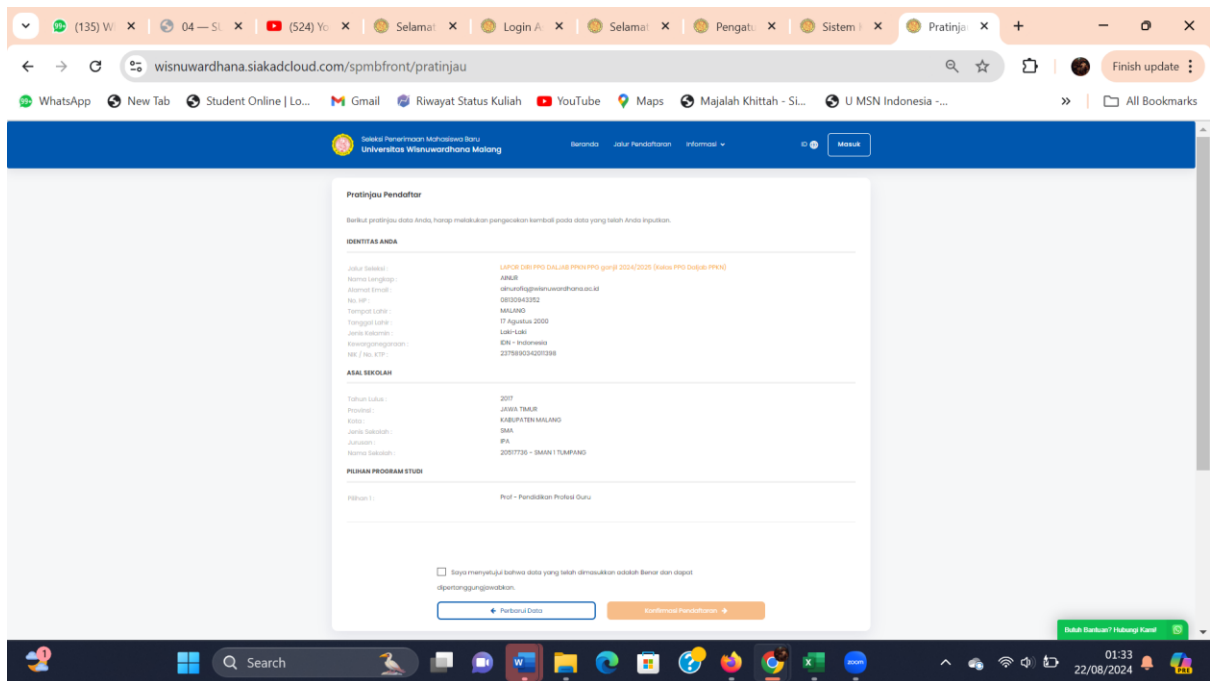 (135) W
04 — SL
(524) Yo
Selamat
Login A
Selamat
Pengatu
Sistem
Pratinja
wisnuwardhana.siakadcloud.com/spmbfront/pratinjau
Finish update
WhatsApp
New Tab
Student Online | Lo...
Gmail
Riwayat Status Kuliah
YouTube
Maps
Majalah Khittah - Si...
U MSN Indonesia -...
»
All Bookmarks
Seleksi Penerimaan Mahasiswa Baru
Universitas Wisnuwardhana Malang
Beranda Jalur Pendaftaran Informasi
ID
Masuk
Pratinjau Pendaftar
Berikut pratinjau data Anda, harap melakukan pengecekan kembali pada data yang telah Anda inputkan.
IDENTITAS ANDA
Jalur Seleksi : LAPOR DIRI PPG DALJAB PPKN PPG ganjil 2024/2025 (Kelas PPG Daljab PPKN)
Nama Lengkap : AINUR
Alamat Email : ainurofiq@wisnuwardhana.ac.id
No. HP : 08130943352
Tempat Lahir : MALANG
Tanggal Lahir : 17 Agustus 2000
Jenis Kelamin : Laki-Laki
Kewarganegaraan : IDN - Indonesia
NIK / No. KTP : 2375890342011398
ASAL SEKOLAH
Tahun Lulus : 2017
Provinsi : JAWA TIMUR
Kota : KABUPATEN MALANG
Jenis Sekolah : SMA
Jurusan : IPA
Nama Sekolah : 20517736 - SMAN 1 TUMPANG
PILIHAN PROGRAM STUDI
Pilihan 1 : Prof - Pendidikan Profesi Guru
Saya menyetujui bahwa data yang telah dimasukkan adalah Benar dan dapat
dipertanggungjawabkan.
Perbarui Data
Konfirmasi Pendaftaran
Butuh Bantuan? Hubungi Kami!
1
Search
zoom
01:33
22/08/2024